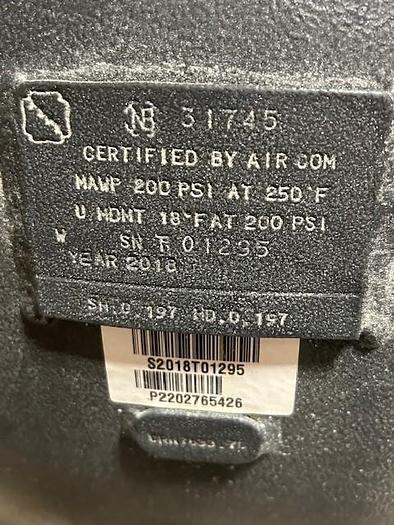 NB 31745
CERTIFIED BY AIR COM
MAWP 200 PSI AT 250°F
U MDMT 18°F AT 200 PSI
W SN T 01295
YEAR 2018
SH.0.197 HD.0.197
S2018T01295
P2202765426